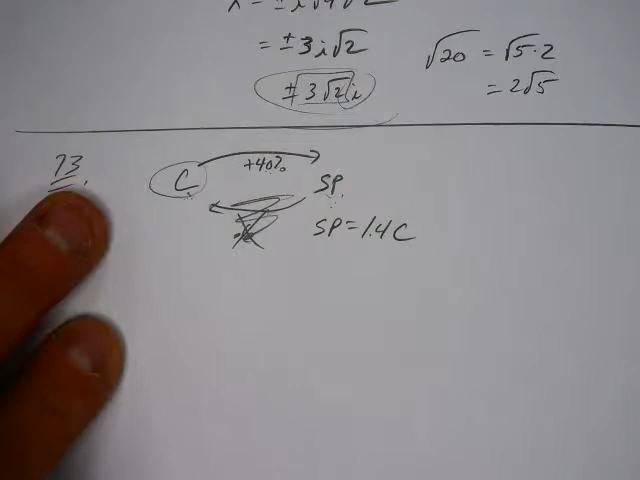 = ±3i√2
±3√2 i
√20 = √5·2
= 2√5
73.
C +40% SP
SP = 1.4C